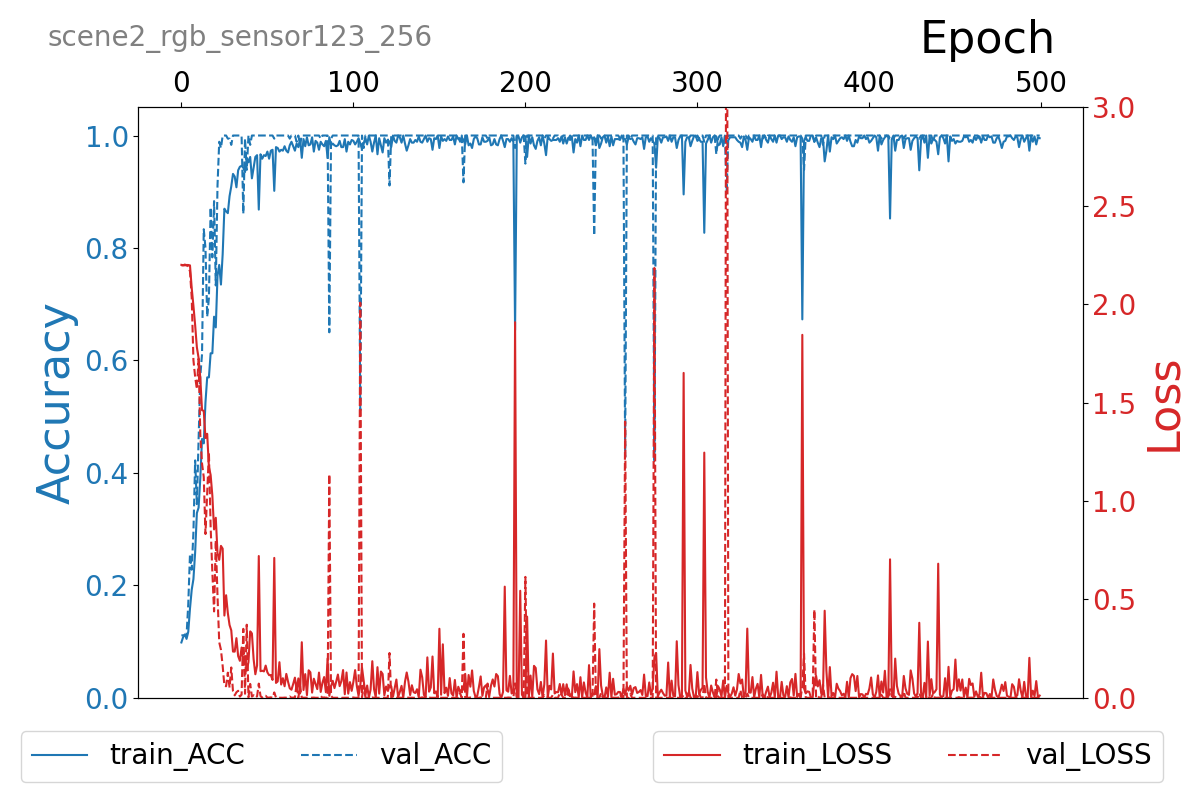 scene2_rgb_sensor123_256
Epoch
0 100 200 300 400 500
1.0
0.8
0.6
0.4
0.2
0.0
Accuracy
3.0
2.5
2.0
1.5
1.0
0.5
0.0
Loss
train_ACC val_ACC
train_LOSS val_LOSS